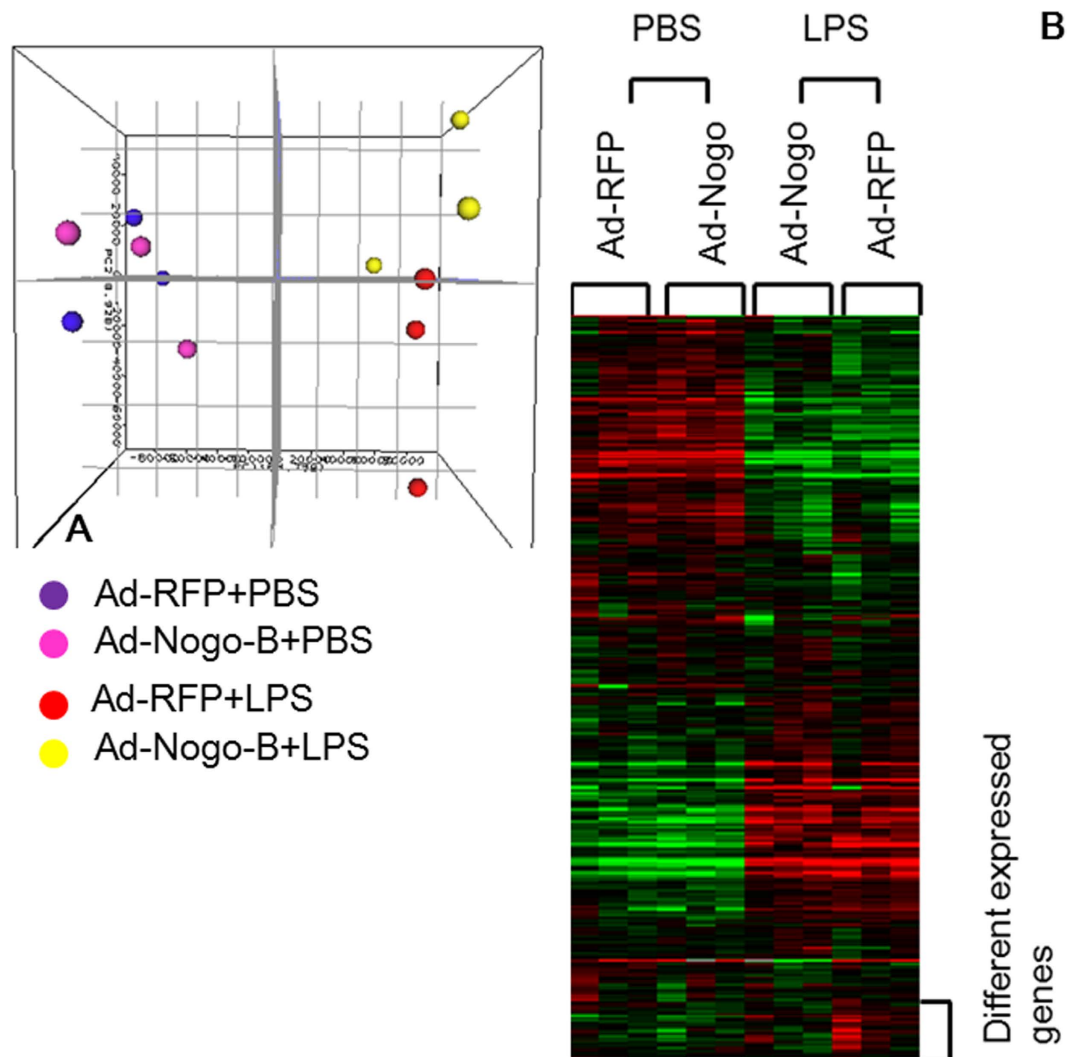 PBS LPS
B
Ad-RFP
Ad-Nogo
Ad-Nogo
Ad-RFP
PC2
A
Ad-RFP+PBS
Ad-Nogo-B+PBS
Ad-RFP+LPS
Ad-Nogo-B+LPS
Different expressed
genes